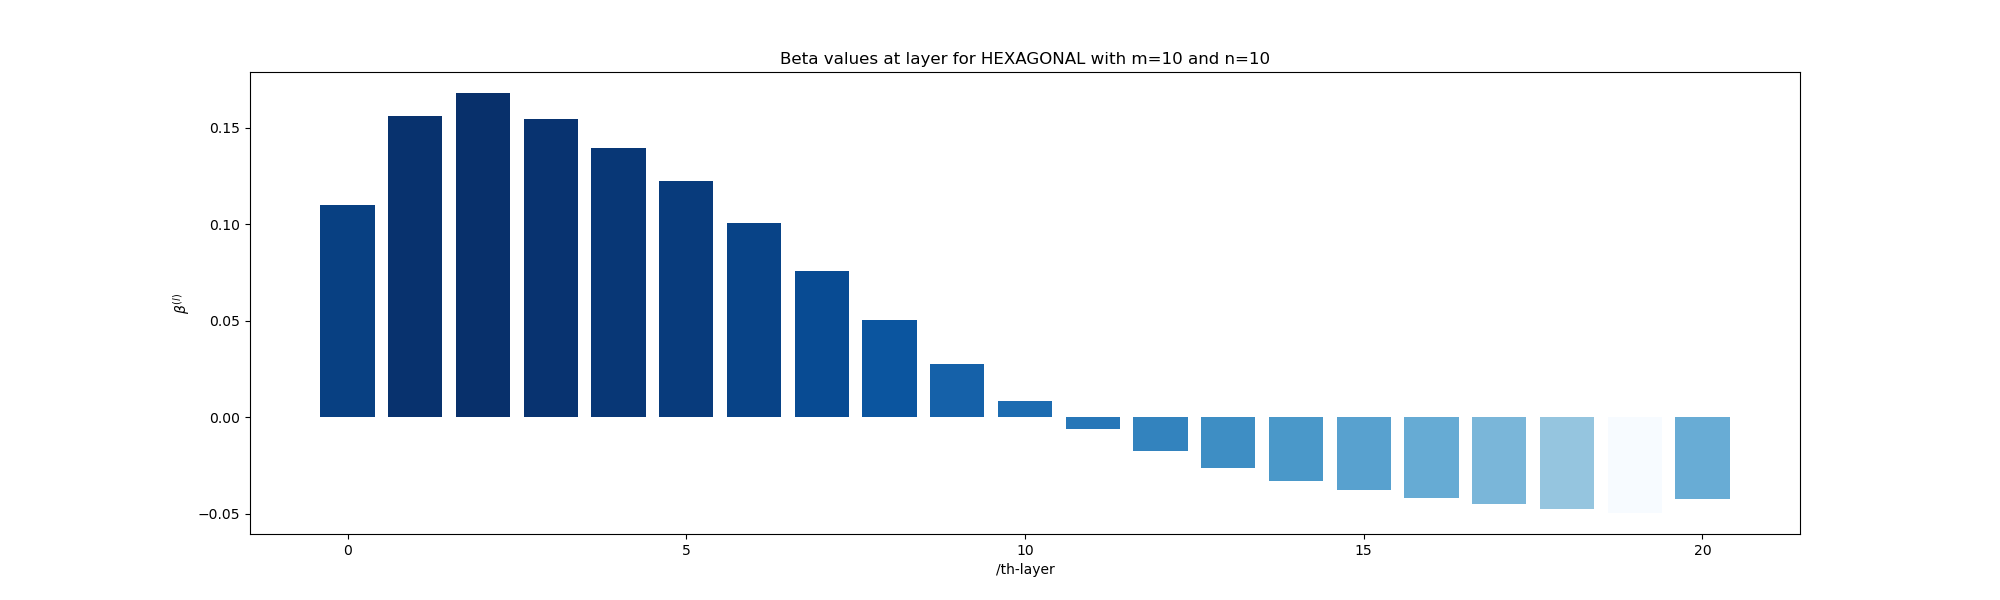 Beta values at layer for HEXAGONAL with m=10 and n=10
0.15
0.10
0.05
0.00
−0.05
β⁽ˡ⁾
0 5 10 15 20
/th-layer